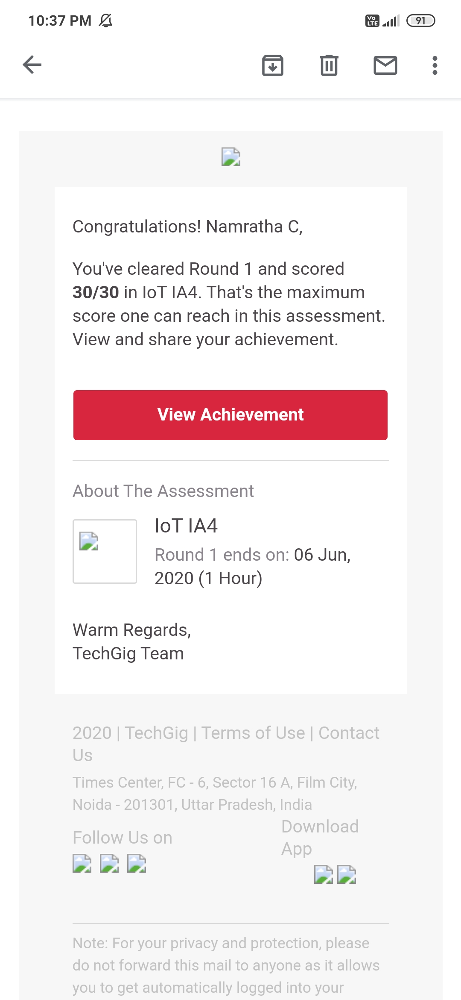 10:37 PM
Vo LTE 91
Congratulations! Namratha C,
You've cleared Round 1 and scored
30/30 in IoT IA4. That's the maximum
score one can reach in this assessment.
View and share your achievement.
View Achievement
About The Assessment
IoT IA4
Round 1 ends on: 06 Jun,
2020 (1 Hour)
Warm Regards,
TechGig Team
2020 | TechGig | Terms of Use | Contact
Us
Times Center, FC - 6, Sector 16 A, Film City,
Noida - 201301, Uttar Pradesh, India
Follow Us on
Download
App
Note: For your privacy and protection, please
do not forward this mail to anyone as it allows
you to get automatically logged into your